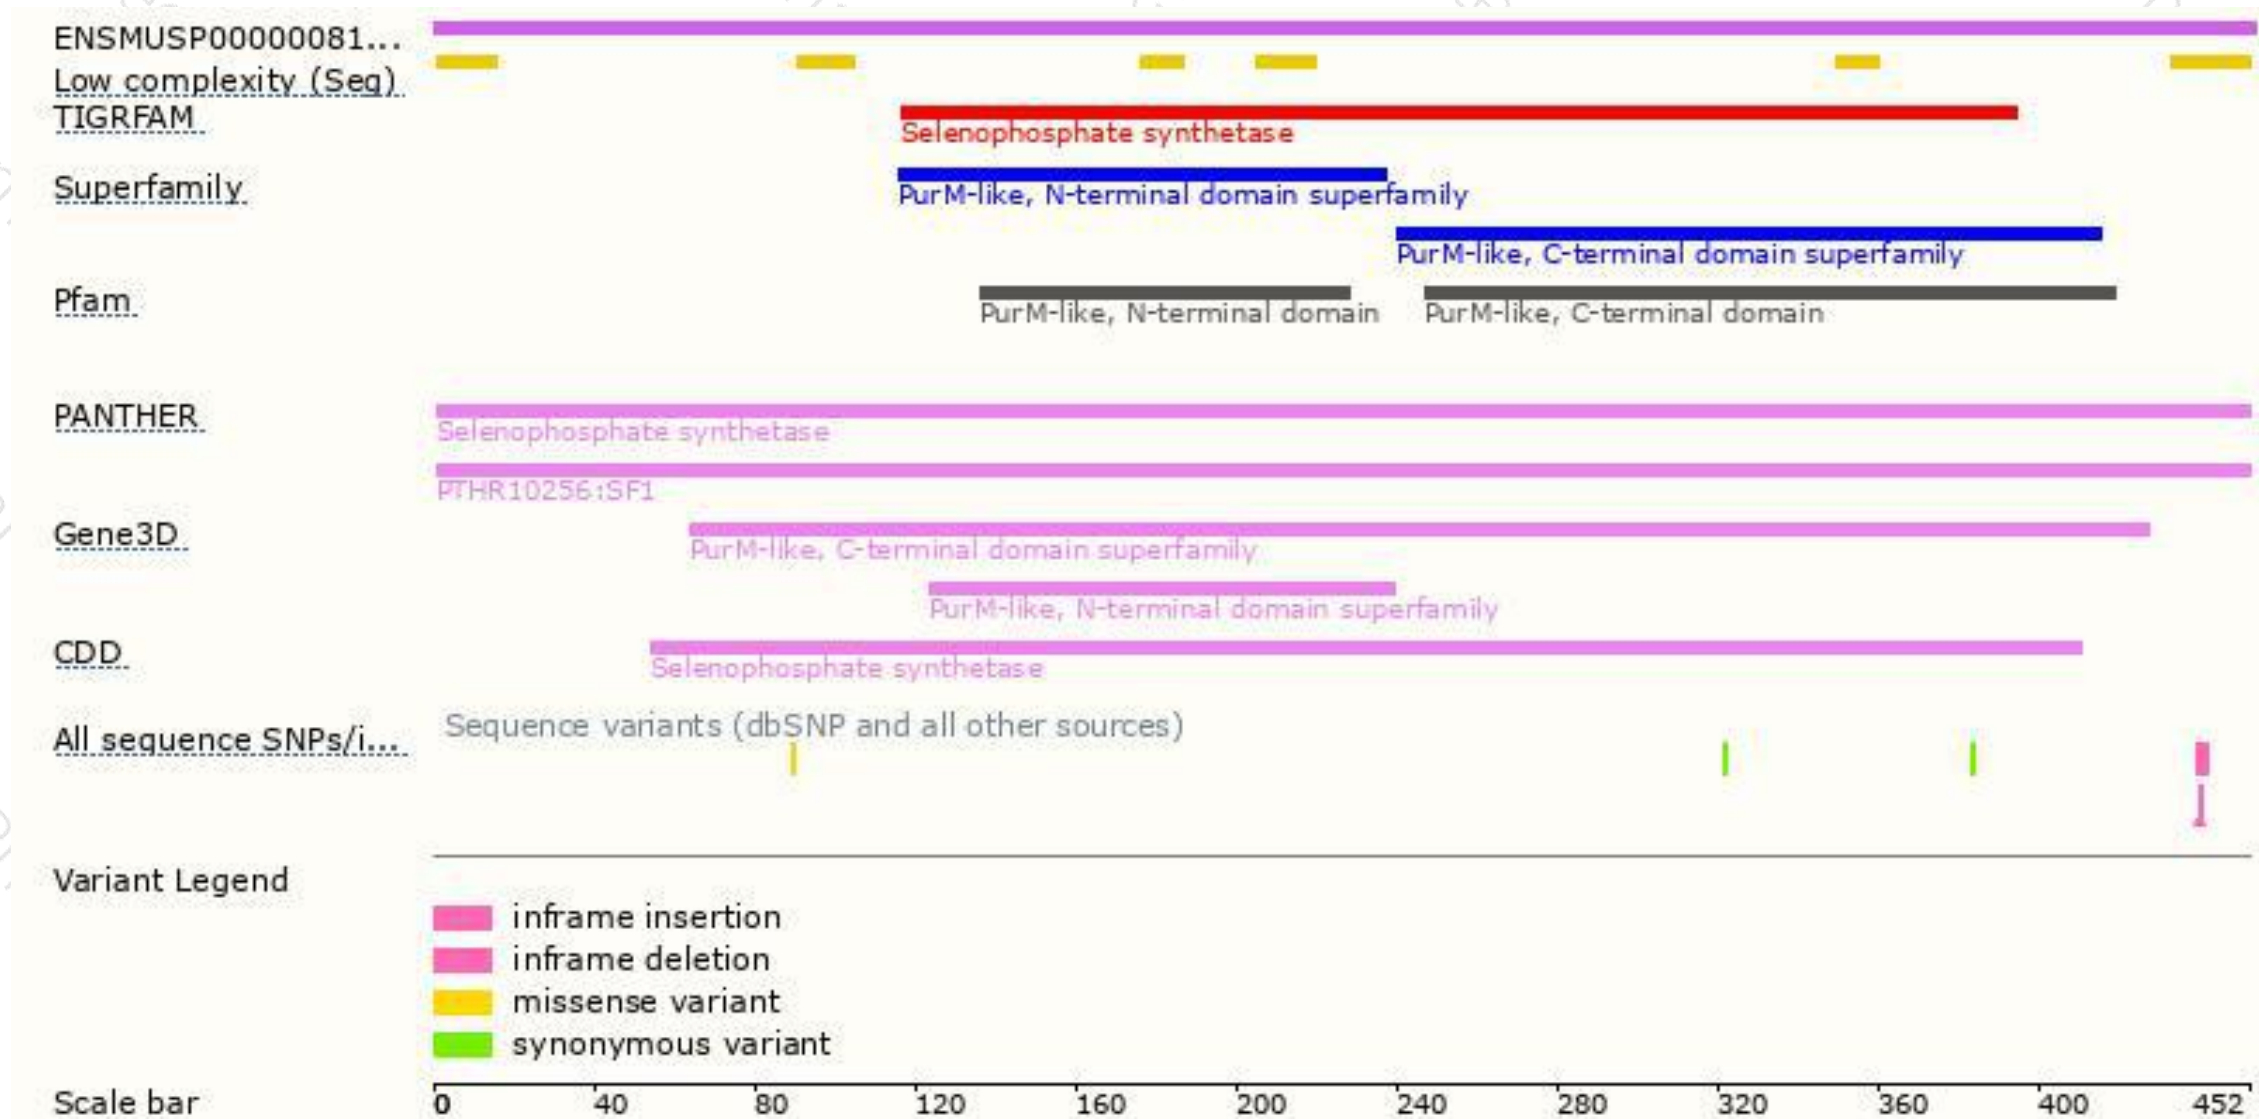 ENSMUSP00000081...
Low complexity (Seg)
TIGRFAM
Selenophosphate synthetase
Superfamily
PurM-like, N-terminal domain superfamily
PurM-like, C-terminal domain superfamily
Pfam
PurM-like, N-terminal domain PurM-like, C-terminal domain
PANTHER
Selenophosphate synthetase
PTHR10256:SF1
Gene3D
PurM-like, C-terminal domain superfamily
PurM-like, N-terminal domain superfamily
CDD
Selenophosphate synthetase
All sequence SNPs/i...
Sequence variants (dbSNP and all other sources)
Variant Legend
inframe insertion
inframe deletion
missense variant
synonymous variant
Scale bar 0 40 80 120 160 200 240 280 320 360 400 452